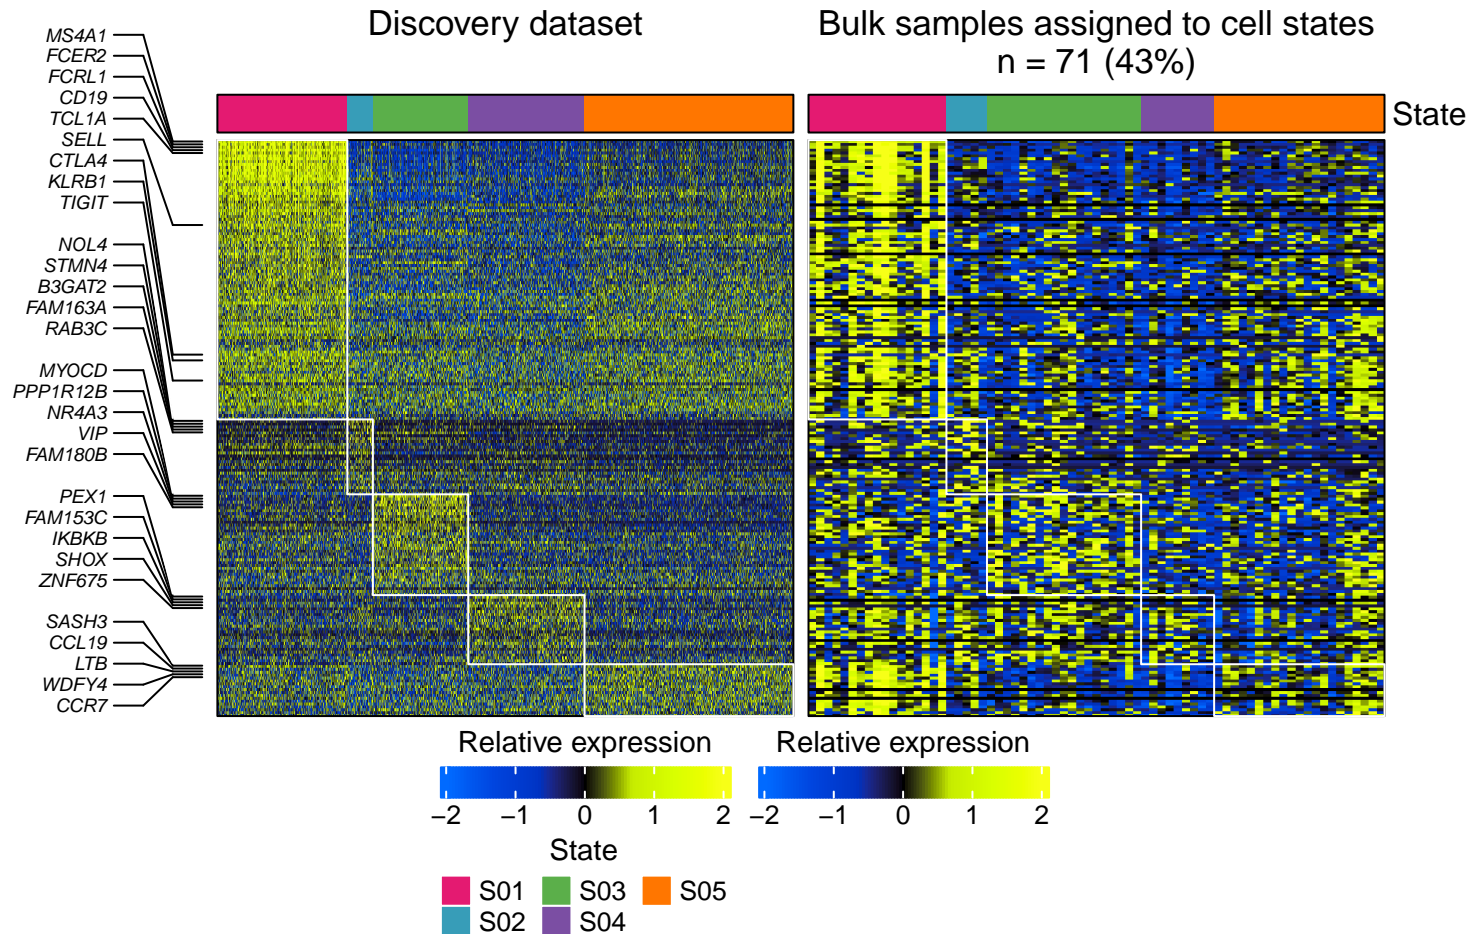 Discovery dataset
Bulk samples assigned to cell states
n = 71 (43%)
State
MS4A1
FCER2
FCRL1
CD19
TCL1A
SELL
CTLA4
KLRB1
TIGIT
NOL4
STMN4
B3GAT2
FAM163A
RAB3C
MYOCD
PPP1R12B
NR4A3
VIP
FAM180B
PEX1
FAM153C
IKBKB
SHOX
ZNF675
SASH3
CCL19
LTB
WDFY4
CCR7
Relative expression
−2 −1 0 1 2
Relative expression
−2 −1 0 1 2
State
S01 S03 S05
S02 S04